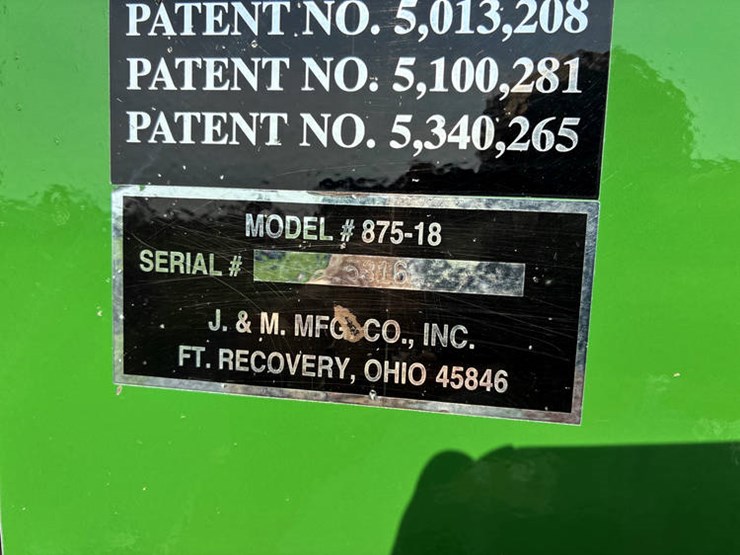 PATENT NO. 5,013,208
PATENT NO. 5,100,281
PATENT NO. 5,340,265
MODEL # 875-18
SERIAL #
J. & M. MFG. CO., INC.
FT. RECOVERY, OHIO 45846